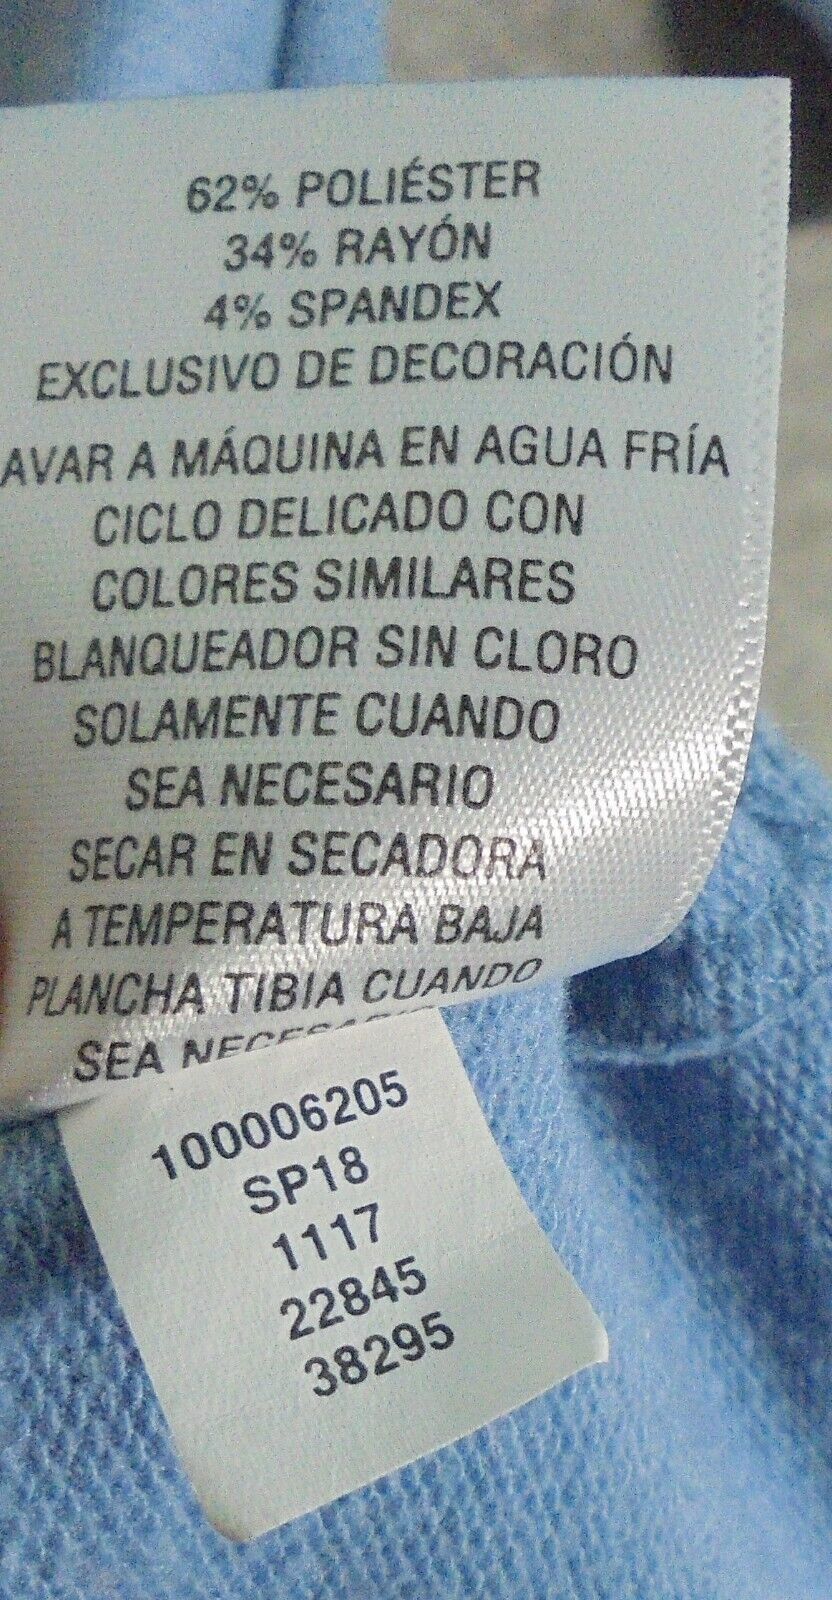 62% POLIÉSTER
34% RAYÓN
4% SPANDEX
EXCLUSIVO DE DECORACIÓN
AVAR A MÁQUINA EN AGUA FRÍA
CICLO DELICADO CON
COLORES SIMILARES
BLANQUEADOR SIN CLORO
SOLAMENTE CUANDO
SEA NECESARIO
SECAR EN SECADORA
A TEMPERATURA BAJA
PLANCHA TIBIA CUANDO
SEA NECESARIO
100006205
SP18
1117
22845
38295